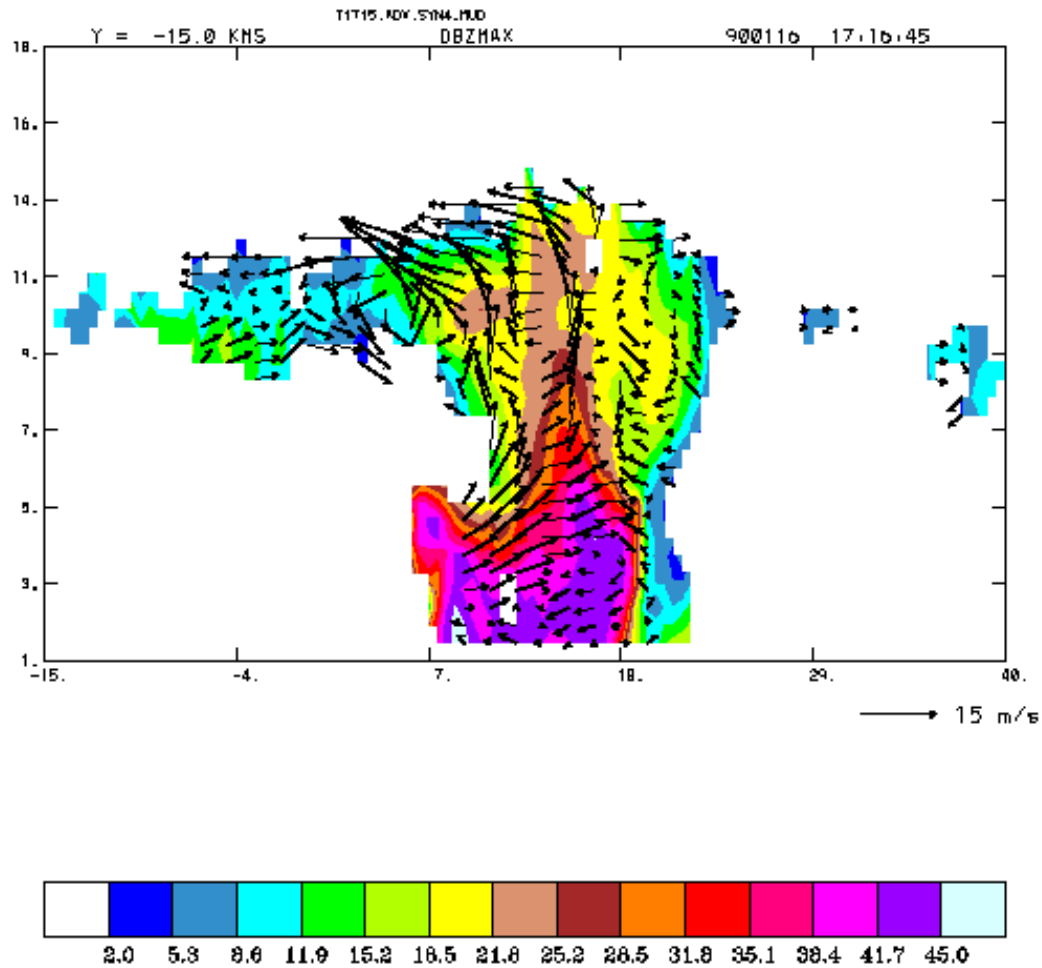 T1715.RDV.SYN4.MUD
Y = -15.0 KMS DBZMAX 900116 17:16:45
18.
16.
14.
11.
9.
7.
5.
3.
1.
-15. -4. 7. 18. 29. 40.
15 m/s
2.0 5.3 8.6 11.9 15.2 18.5 21.8 25.2 28.5 31.8 35.1 38.4 41.7 45.0